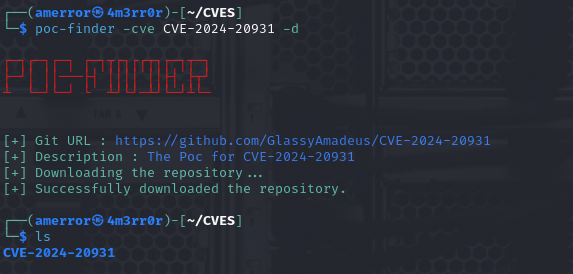 ┌──(amerror㉿4m3rr0r)-[~/CVES]
└─$ poc-finder -cve CVE-2024-20931 -d
POC-FINDER
[+] Git URL : https://github.com/GlassyAmadeus/CVE-2024-20931
[+] Description : The Poc for CVE-2024-20931
[+] Downloading the repository...
[+] Successfully downloaded the repository.
┌──(amerror㉿4m3rr0r)-[~/CVES]
└─$ ls
CVE-2024-20931